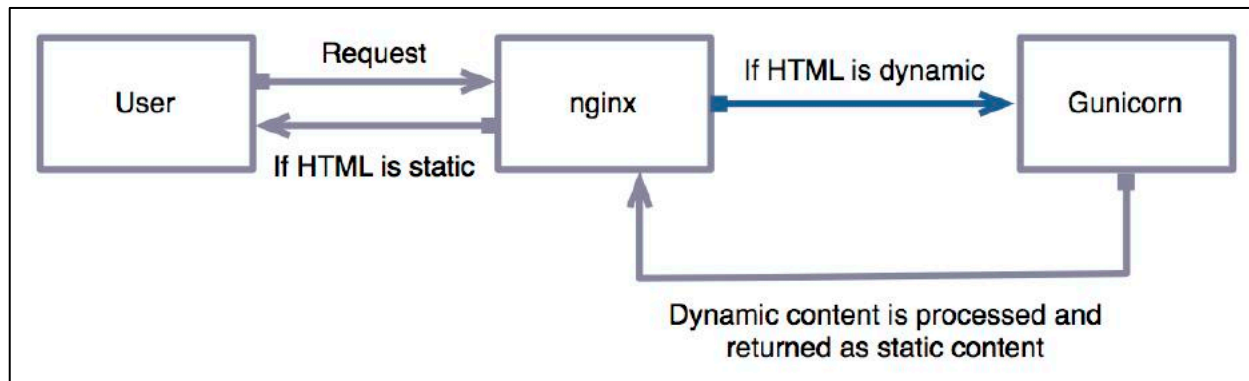 Request
User
nginx
If HTML is dynamic
Gunicorn
If HTML is static
Dynamic content is processed and
returned as static content